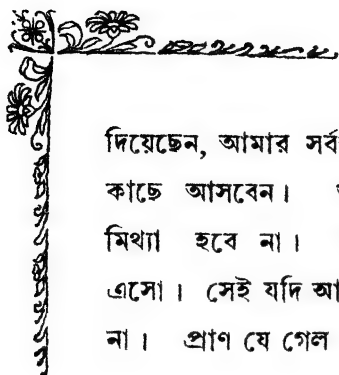 দিয়েছেন, আমার সর্ব
কাছে আসবেন।
মিথ্যা হবে না।
এসো। সেই যদি আ
না। প্রাণ যে গেল